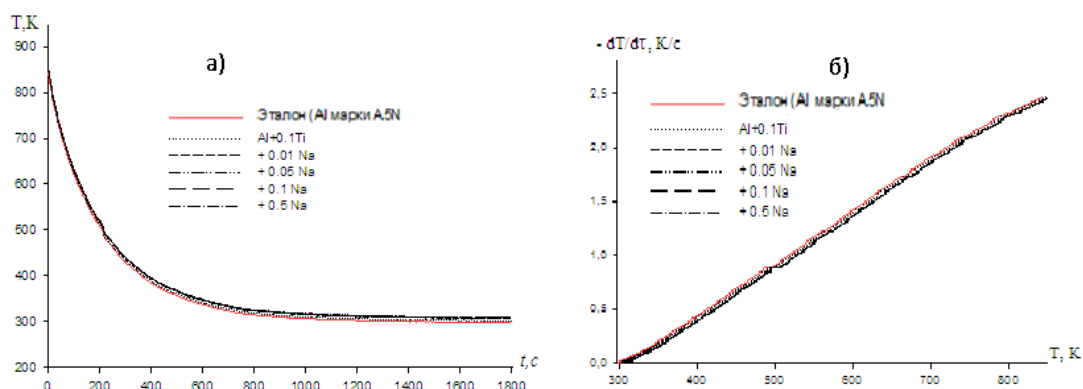 T,K
900
а)
800
Эталон (Al марки A5N
700
Al+0.1Ti
+ 0.01 Na
600
+ 0.05 Na
+ 0.1 Na
500
+ 0.5 Na
400
300
200
t,c
0 200 400 600 800 1000 1200 1400 1600 1800
- dT/dτ, K/c
б)
2,5
Эталон (Al марки A5N
Al+0.1Ti
2,0
+ 0.01 Na
+ 0.05 Na
1,5
+ 0.1 Na
+ 0.5 Na
1,0
0,5
0,0
T, K
300 400 500 600 700 800